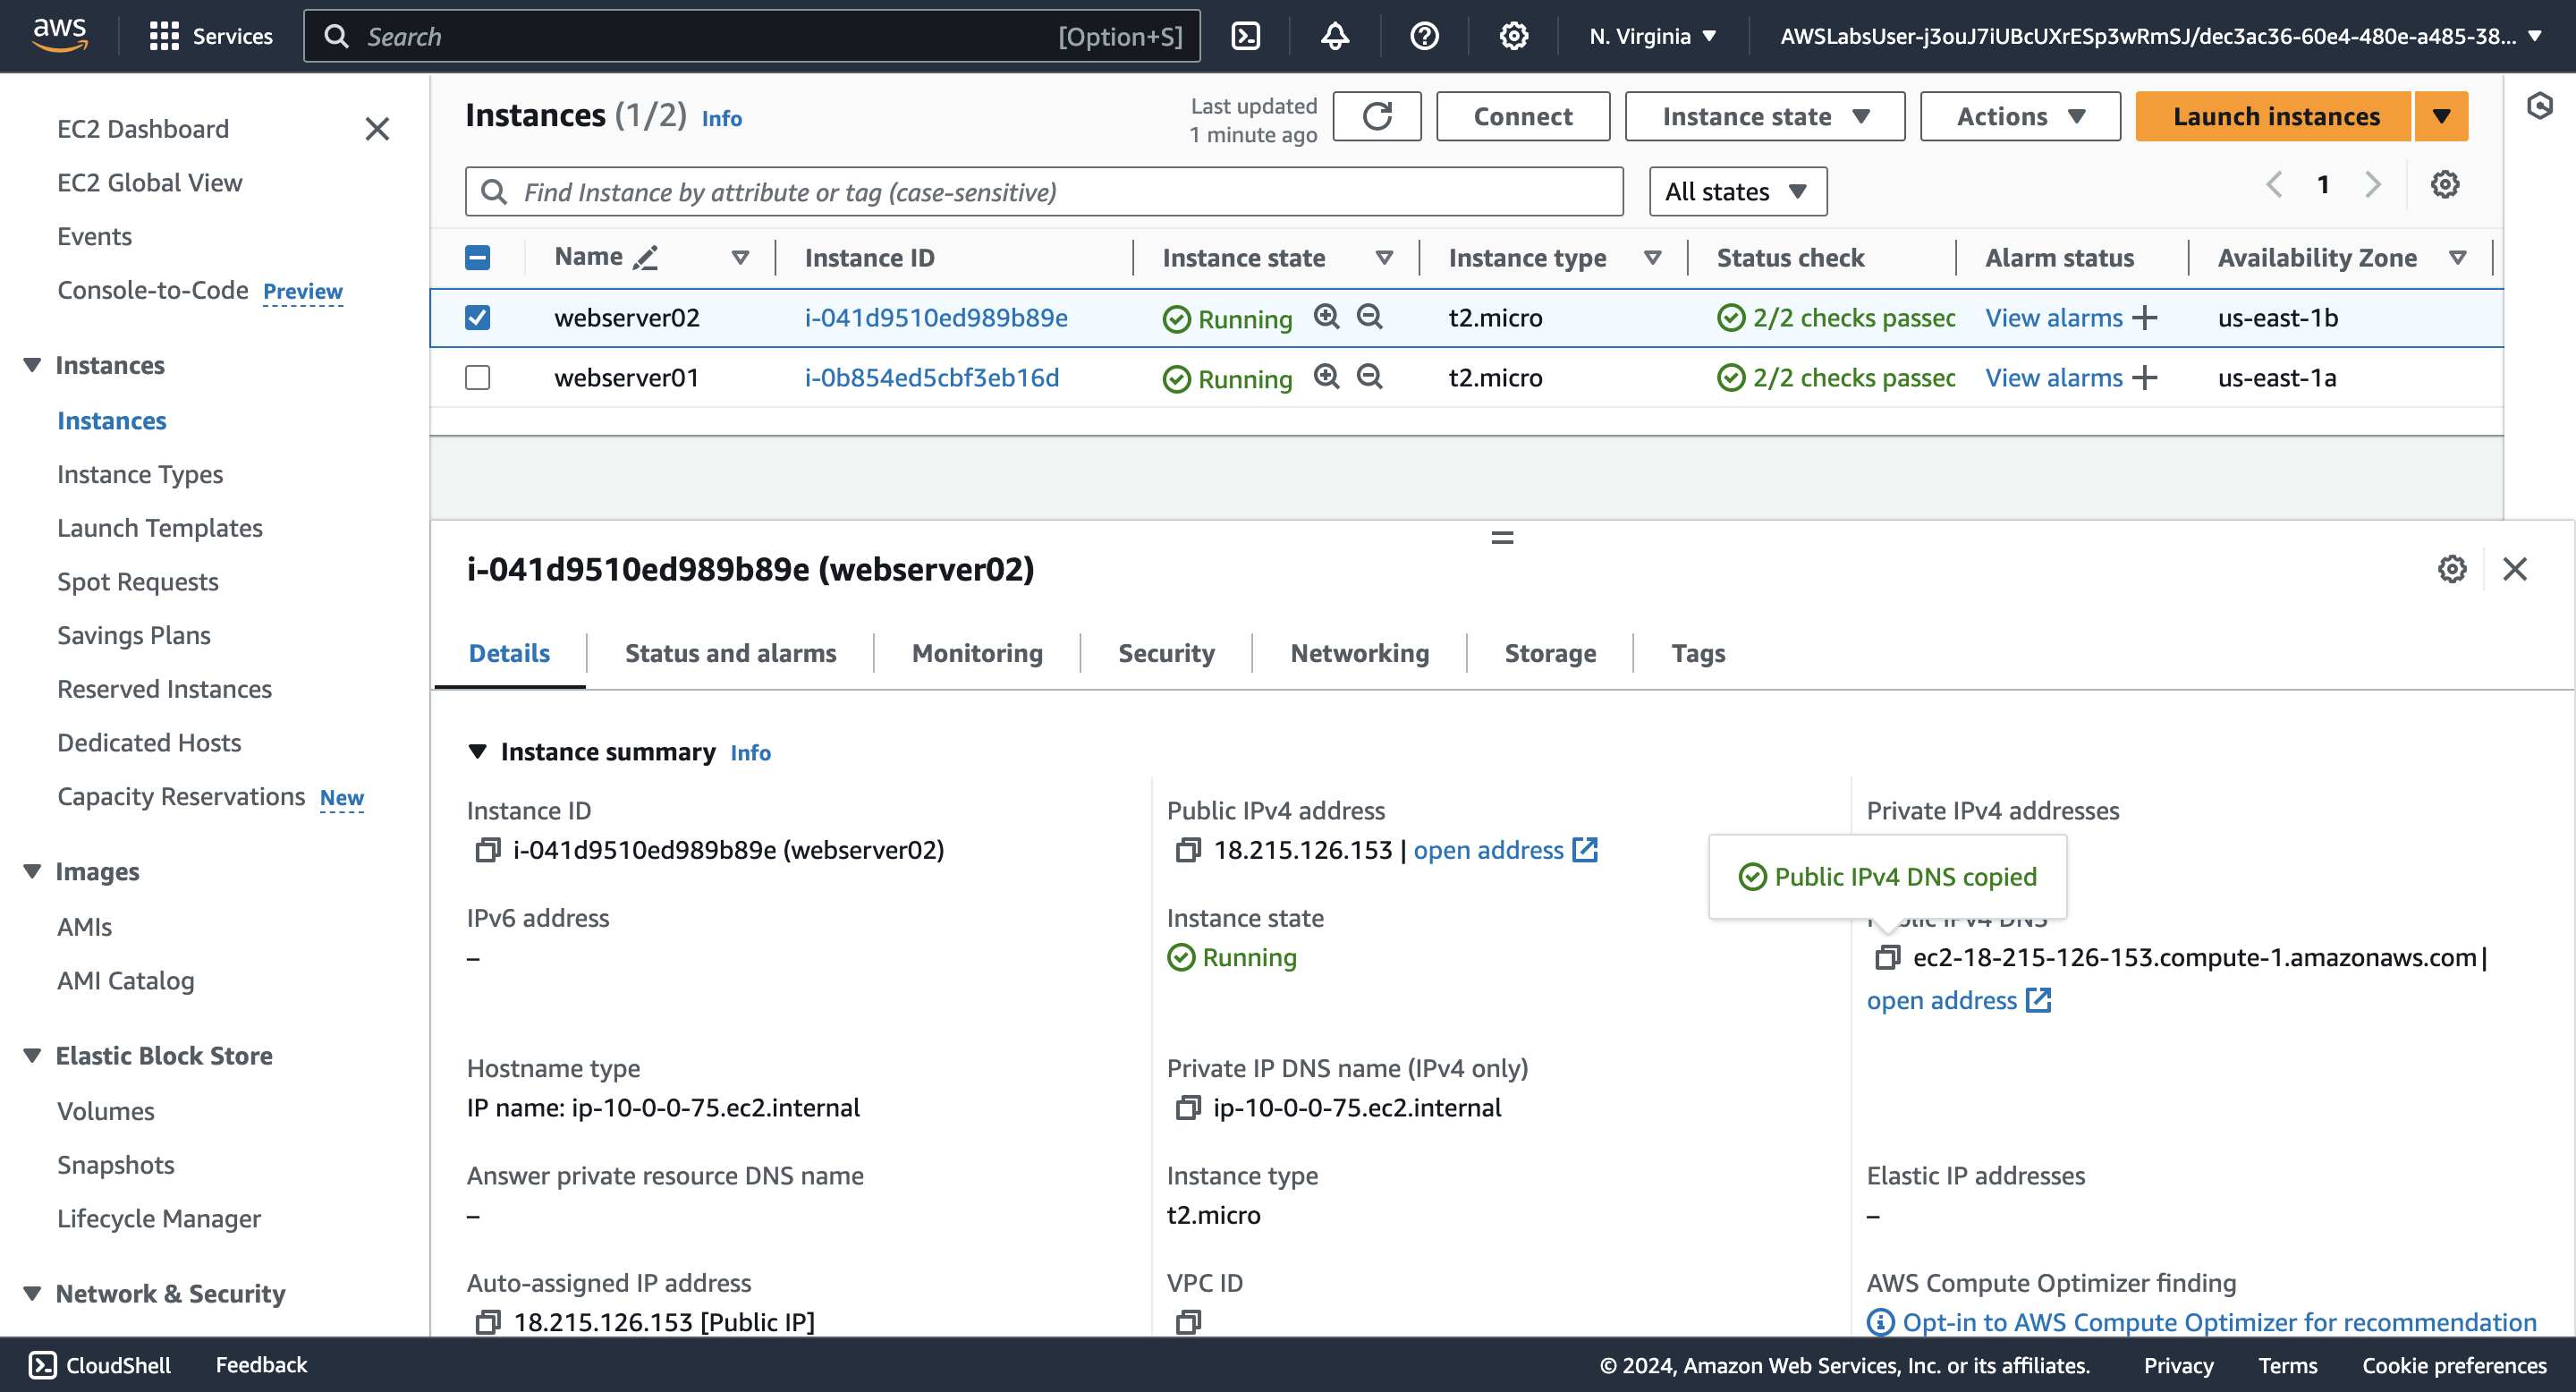 aws
Services
Search
[Option+S]
N. Virginia
AWSLabsUser-j3ouJ7iUBcUXrESp3wRmSJ/dec3ac36-60e4-480e-a485-38...
EC2 Dashboard
EC2 Global View
Events
Console-to-Code Preview
Instances
Instances
Instance Types
Launch Templates
Spot Requests
Savings Plans
Reserved Instances
Dedicated Hosts
Capacity Reservations New
Images
AMIs
AMI Catalog
Elastic Block Store
Volumes
Snapshots
Lifecycle Manager
Network & Security
Instances (1/2) Info
Last updated
1 minute ago
Connect
Instance state
Actions
Launch instances
Find Instance by attribute or tag (case-sensitive)
All states
1
Name Instance ID Instance state Instance type Status check Alarm status Availability Zone
webserver02 i-041d9510ed989b89e Running t2.micro 2/2 checks passec View alarms us-east-1b
webserver01 i-0b854ed5cbf3eb16d Running t2.micro 2/2 checks passec View alarms us-east-1a
i-041d9510ed989b89e (webserver02)
Details Status and alarms Monitoring Security Networking Storage Tags
Instance summary Info
Instance ID
i-041d9510ed989b89e (webserver02)
Public IPv4 address
18.215.126.153 | open address
Private IPv4 addresses
Public IPv4 DNS copied
IPv6 address
–
Instance state
Running
Public IPv4 DNS
ec2-18-215-126-153.compute-1.amazonaws.com |
open address
Hostname type
IP name: ip-10-0-0-75.ec2.internal
Private IP DNS name (IPv4 only)
ip-10-0-0-75.ec2.internal
Answer private resource DNS name
–
Instance type
t2.micro
Elastic IP addresses
–
Auto-assigned IP address
18.215.126.153 [Public IP]
VPC ID
AWS Compute Optimizer finding
Opt-in to AWS Compute Optimizer for recommendation
CloudShell
Feedback
© 2024, Amazon Web Services, Inc. or its affiliates.
Privacy
Terms
Cookie preferences